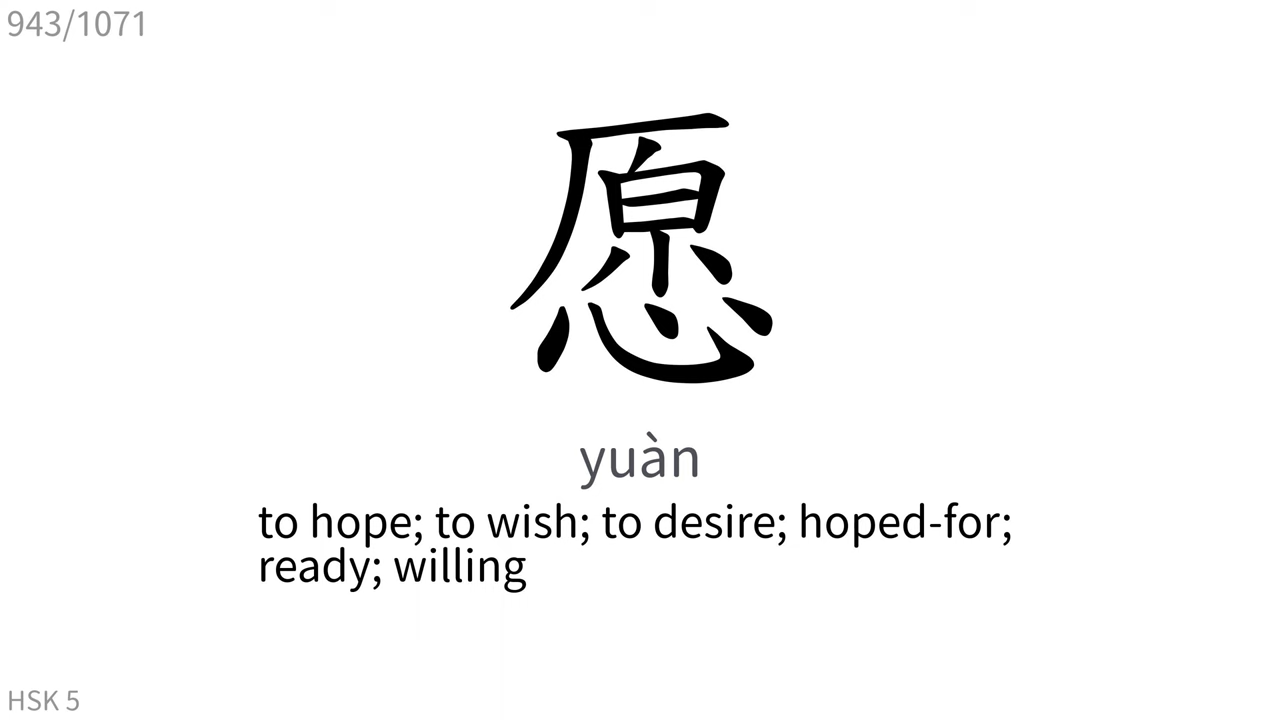 943/1071
愿
yuàn
to hope; to wish; to desire; hoped-for;
ready; willing
HSK 5